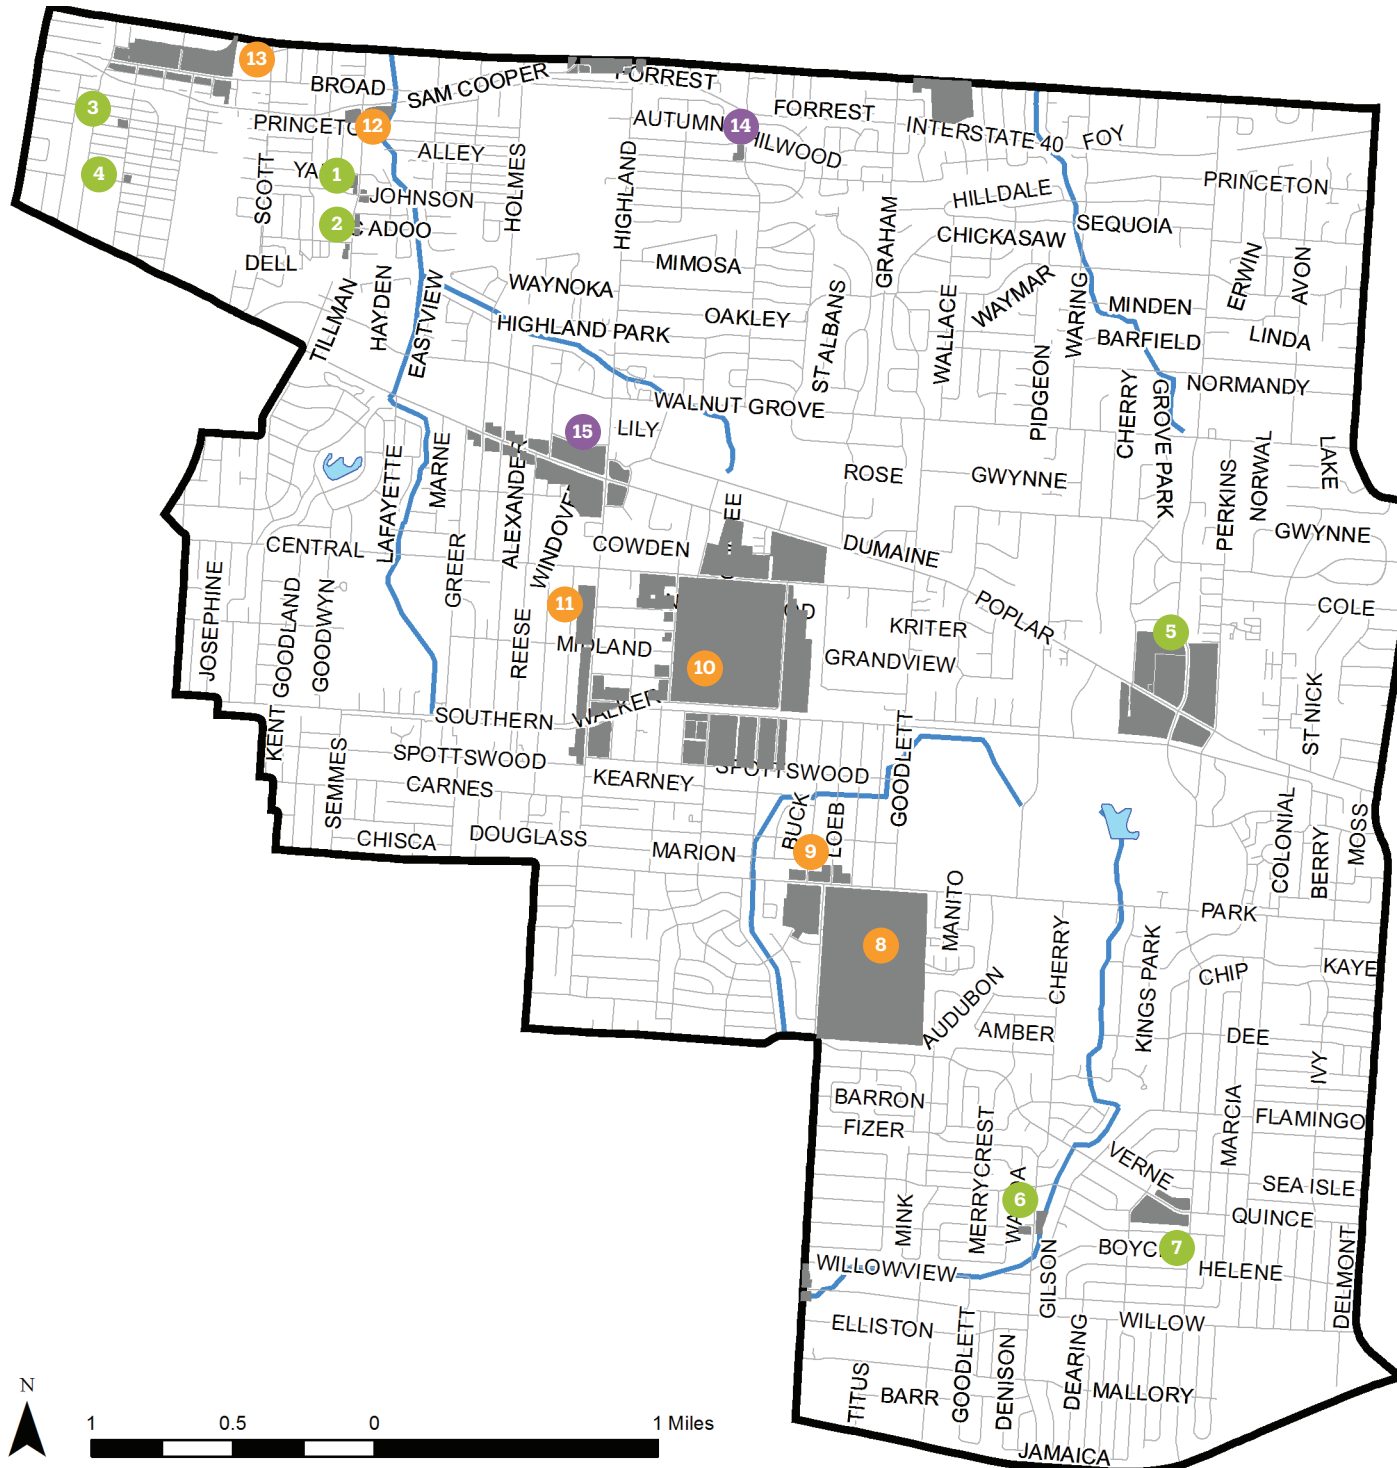 13
BROAD
SAM COOPER
FORREST
3
PRINCETO
12
AUTUMN
14
FORREST
HILWOOD
INTERSTATE 40
FOY
ALLEY
4
SCOTT
YA
1
JOHNSON
HOLMES
HIGHLAND
HILLDALE
PRINCETON
2
ADOO
GRAHAM
CHICKASAW
SEQUOIA
DELL
MIMOSA
ERWIN
AVON
TILLMAN
HAYDEN
EASTVIEW
WAYNOKA
WAYMAR
WARING
MINDEN
HIGHLAND PARK
OAKLEY
ST ALBANS
WALLACE
BARFIELD
LINDA
PIDGEON
CHERRY
GROVE PARK
NORMANDY
WALNUT GROVE
15
LILY
LAFAYETTE
MARNE
ALEXANDER
ROSE
GWYNNE
PERKINS
NORWAL
LAKE
CENTRAL
WINDOVE
COWDEN
EE
DUMAINE
GWYNNE
JOSEPHINE
GOODLAND
GOODWYN
GREER
REESE
11
OD
POPLAR
COLE
MIDLAND
10
KRITER
5
GRANDVIEW
KENT
SOUTHERN
WALKER
GOODLETT
ST NICK
SEMMES
SPOTTSWOOD
CARNES
KEARNEY
SPOTTSWOOD
CHISCA
DOUGLASS
MARION
BUCK
LOEB
9
COLONIAL
BERRY
MOSS
MANITO
PARK
8
CHERRY
KINGS PARK
CHIP
KAYE
AUDUBON
AMBER
DEE
IVY
BARRON
FIZER
MERRYCREST
MARCIA
FLAMINGO
VERNE
6
WA
A
SEA ISLE
MINK
QUINCE
BOYC
7
WILLOWVIEW
GILSON
HELENE
DELMONT
ELLISTON
GOODLETT
DENISON
DEARING
WILLOW
TITUS
BARR
MALLORY
JAMAICA
N
1 0.5 0 1 Miles